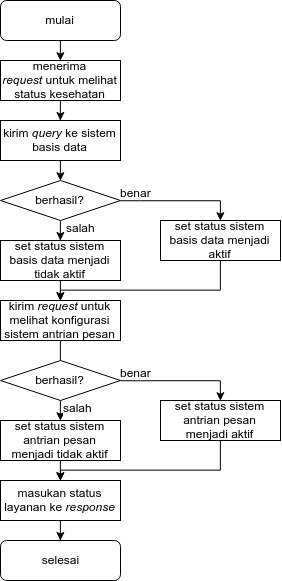 mulai
menerima
request untuk melihat
status kesehatan
kirim query ke sistem
basis data
berhasil?
benar
salah
set status sistem
basis data menjadi
aktif
set status sistem
basis data menjadi
tidak aktif
kirim request untuk
melihat konfigurasi
sistem antrian pesan
berhasil?
benar
salah
set status sistem
antrian pesan
menjadi aktif
set status sistem
antrian pesan
menjadi tidak aktif
masukan status
layanan ke response
selesai